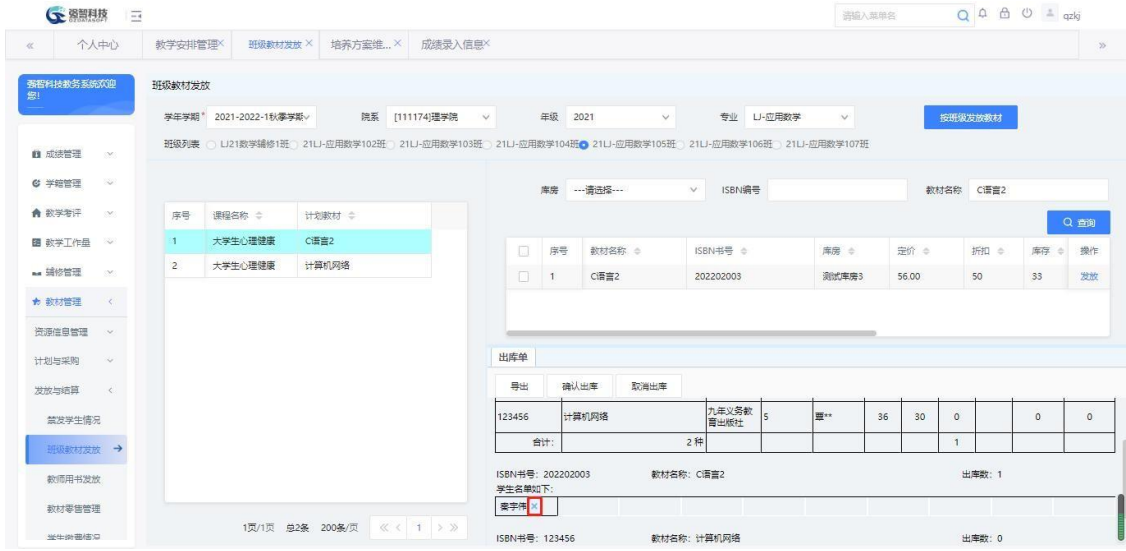 强智科技
QZDATASOFT
请输入菜单名
qzkj
个人中心 教学安排管理 班级教材发放 培养方案维... 成绩录入信息
强智科技教务系统欢迎您!
成绩管理
学籍管理
教学考评
教学工作量
辅修管理
教材管理
资源信息管理
计划与采购
发放与结算
禁发学生情况
班级教材发放
教师用书发放
教材零售管理
学生缴费情况
班级教材发放
学年学期* 2021-2022-1秋季学期 院系 [111174]理学院 年级 2021 专业 LJ-应用数学 按班级发放教材
班级列表 LJ21数学辅修1班 21LJ-应用数学102班 21LJ-应用数学103班 21LJ-应用数学104班 21LJ-应用数学105班 21LJ-应用数学106班 21LJ-应用数学107班
序号 课程名称 计划教材
1 大学生心理健康 C语言2
2 大学生心理健康 计算机网络
1页/1页 总2条 200条/页 1
库房 ---请选择--- ISBN编号 教材名称 C语言2
查询
序号 教材名称 ISBN书号 库房 定价 折扣 库存 操作
1 C语言2 202202003 测试库房3 56.00 50 33 发放
出库单
导出 确认出库 取消出库
123456 计算机网络 九年义务教育出版社 5 覃** 36 30 0 0 0
合计: 2 种 1
ISBN书号: 202202003 教材名称: C语言2 出库数: 1
学生名单如下:
秦宇伟
ISBN书号: 123456 教材名称: 计算机网络 出库数: 0